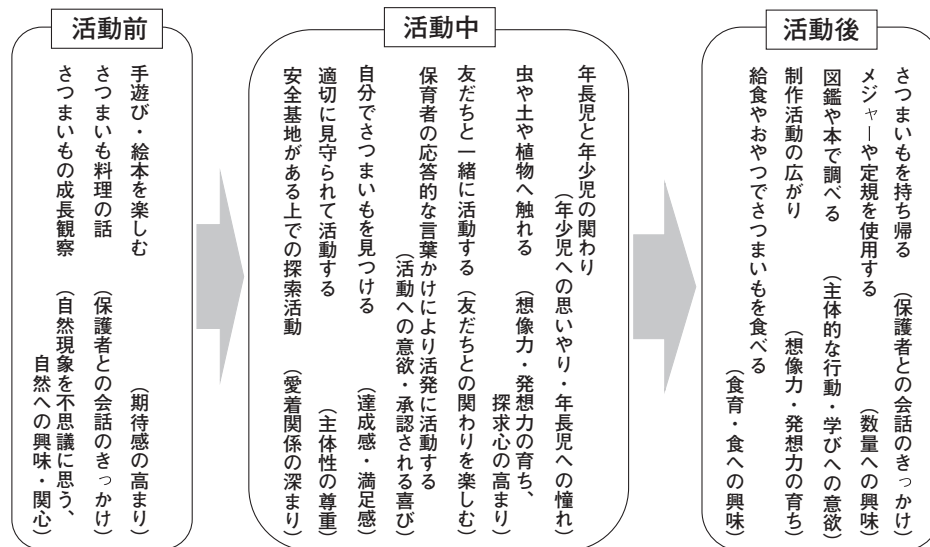 活動前
手遊び・絵本を楽しむ (期待感の高まり)
さつまいも料理の話 (保護者との会話のきっかけ)
さつまいもの成長観察 (自然現象を不思議に思う、
自然への興味・関心)
活動中
年長児と年少児の関わり
(年少児への思いやり・年長児への憧れ)
虫や土や植物へ触れる (想像力・発想力の育ち、
探求心の高まり)
友だちと一緒に活動する (友だちとの関わりを楽しむ)
保育者の応答的な言葉かけにより活発に活動する
(活動への意欲・承認される喜び)
自分でさつまいもを見つける (達成感・満足感)
適切に見守られて活動する (主体性の尊重)
安全基地がある上での探索活動 (愛着関係の深まり)
活動後
さつまいもを持ち帰る (保護者との会話のきっかけ)
メジャーや定規を使用する (数量への興味)
図鑑や本で調べる (主体的な行動・学びへの意欲)
制作活動の広がり (想像力・発想力の育ち)
給食やおやつでさつまいもを食べる
(食育・食への興味)